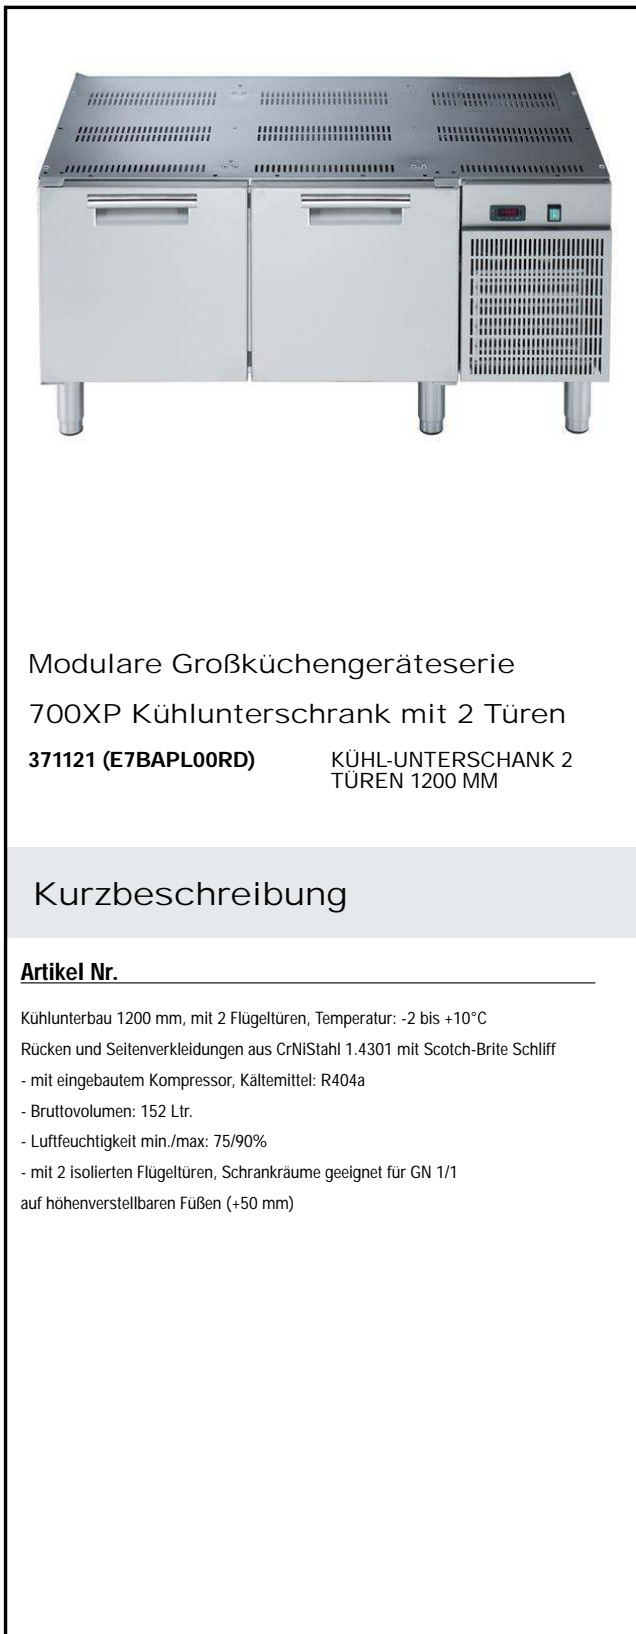 Modulare Großküchengeräteserie
700XP Kühlunterschrank mit 2 Türen
371121 (E7BAPL00RD) KÜHL-UNTERSCHANK 2
TÜREN 1200 MM
Kurzbeschreibung
Artikel Nr.
Kühlunterbau 1200 mm, mit 2 Flügeltüren, Temperatur: -2 bis +10°C
Rücken und Seitenverkleidungen aus CrNiStahl 1.4301 mit Scotch-Brite Schliff
- mit eingebautem Kompressor, Kältemittel: R404a
- Bruttovolumen: 152 Ltr.
- Luftfeuchtigkeit min./max: 75/90%
- mit 2 isolierten Flügeltüren, Schrankräume geeignet für GN 1/1
auf höhenverstellbaren Füßen (+50 mm)